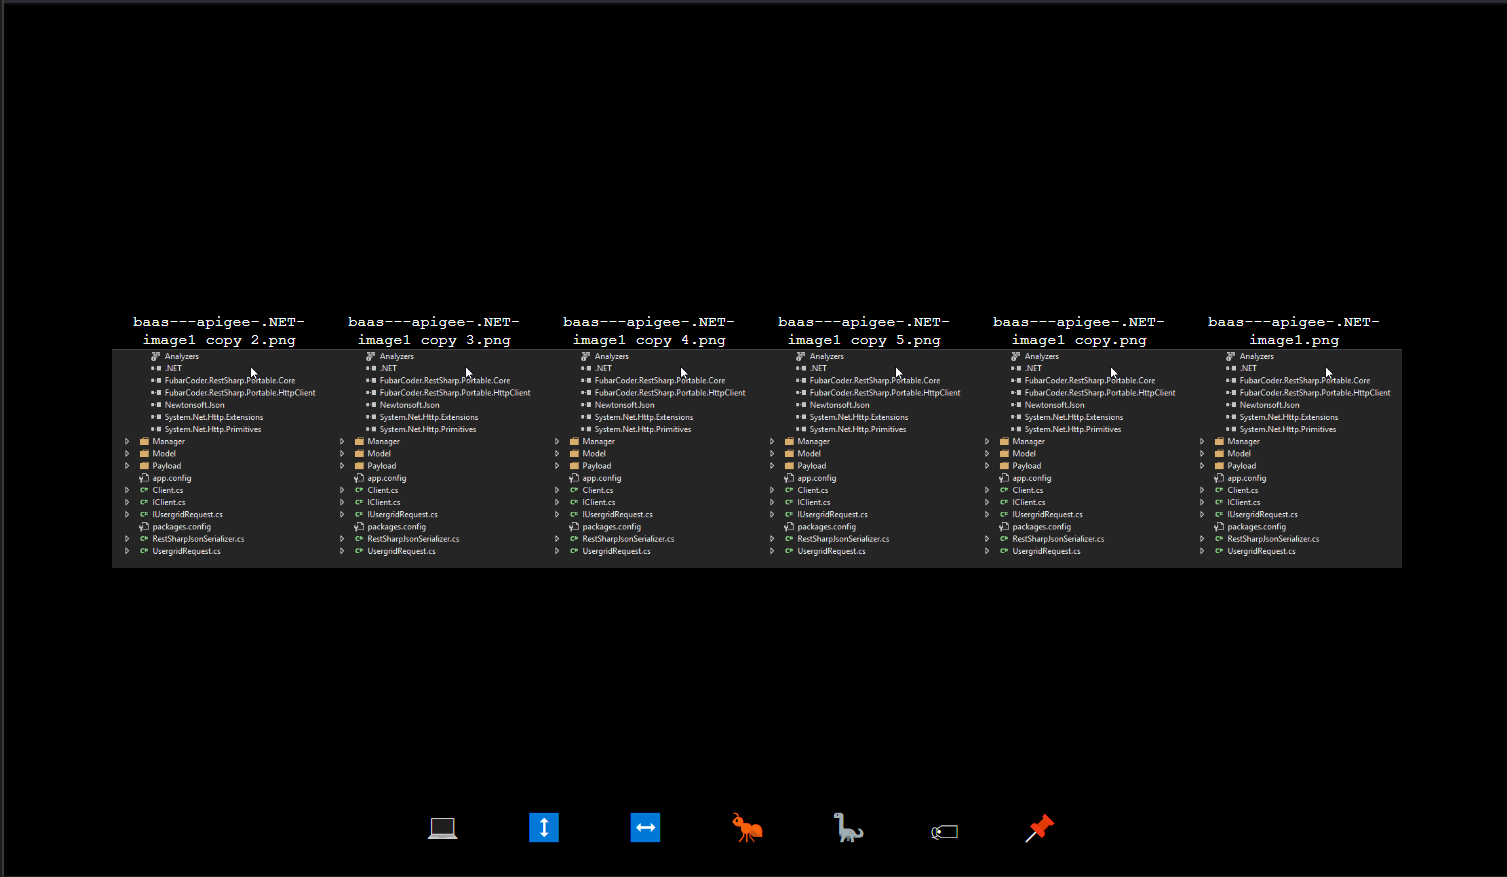 baas---apigee-.NET-
image1 copy 2.png
Analyzers
.NET
FubarCoder.RestSharp.Portable.Core
FubarCoder.RestSharp.Portable.HttpClient
Newtonsoft.Json
System.Net.Http.Extensions
System.Net.Http.Primitives
Manager
Model
Payload
app.config
Client.cs
IClient.cs
IUsergridRequest.cs
packages.config
RestSharpJsonSerializer.cs
UsergridRequest.cs
baas---apigee-.NET-
image1 copy 3.png
Analyzers
.NET
FubarCoder.RestSharp.Portable.Core
FubarCoder.RestSharp.Portable.HttpClient
Newtonsoft.Json
System.Net.Http.Extensions
System.Net.Http.Primitives
Manager
Model
Payload
app.config
Client.cs
IClient.cs
IUsergridRequest.cs
packages.config
RestSharpJsonSerializer.cs
UsergridRequest.cs
baas---apigee-.NET-
image1 copy 4.png
Analyzers
.NET
FubarCoder.RestSharp.Portable.Core
FubarCoder.RestSharp.Portable.HttpClient
Newtonsoft.Json
System.Net.Http.Extensions
System.Net.Http.Primitives
Manager
Model
Payload
app.config
Client.cs
IClient.cs
IUsergridRequest.cs
packages.config
RestSharpJsonSerializer.cs
UsergridRequest.cs
baas---apigee-.NET-
image1 copy 5.png
Analyzers
.NET
FubarCoder.RestSharp.Portable.Core
FubarCoder.RestSharp.Portable.HttpClient
Newtonsoft.Json
System.Net.Http.Extensions
System.Net.Http.Primitives
Manager
Model
Payload
app.config
Client.cs
IClient.cs
IUsergridRequest.cs
packages.config
RestSharpJsonSerializer.cs
UsergridRequest.cs
baas---apigee-.NET-
image1 copy.png
Analyzers
.NET
FubarCoder.RestSharp.Portable.Core
FubarCoder.RestSharp.Portable.HttpClient
Newtonsoft.Json
System.Net.Http.Extensions
System.Net.Http.Primitives
Manager
Model
Payload
app.config
Client.cs
IClient.cs
IUsergridRequest.cs
packages.config
RestSharpJsonSerializer.cs
UsergridRequest.cs
baas---apigee-.NET-
image1.png
Analyzers
.NET
FubarCoder.RestSharp.Portable.Core
FubarCoder.RestSharp.Portable.HttpClient
Newtonsoft.Json
System.Net.Http.Extensions
System.Net.Http.Primitives
Manager
Model
Payload
app.config
Client.cs
IClient.cs
IUsergridRequest.cs
packages.config
RestSharpJsonSerializer.cs
UsergridRequest.cs